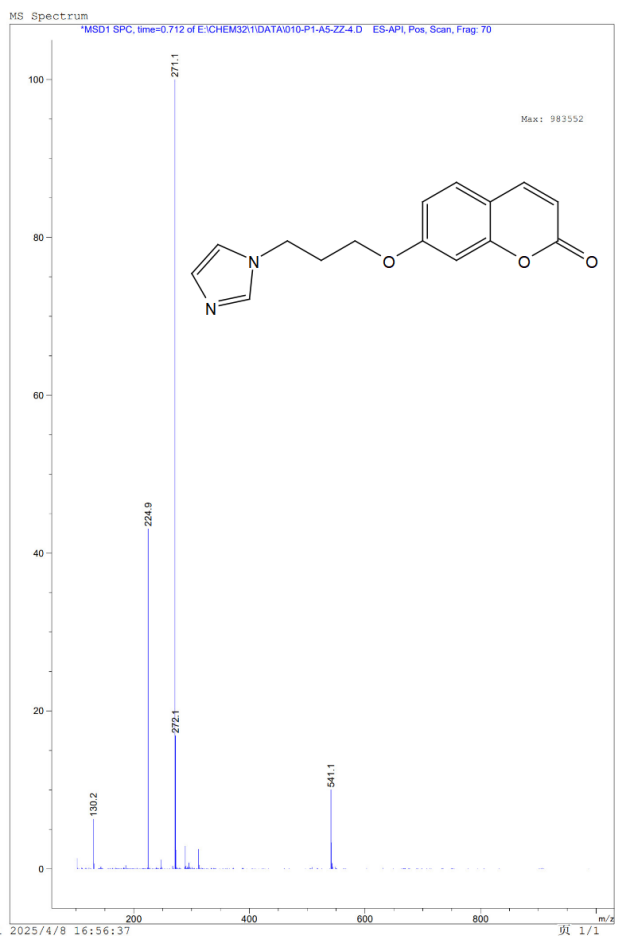 MS Spectrum
*MSD1 SPC, time=0.712 of E:\CHEM32\1\DATA\010-P1-A5-ZZ-4.D    ES-API, Pos, Scan, Frag: 70
271.1
100
Max: 983552
80
O
N
O
O
N
60
224.9
40
20
272.1
541.1
130.2
0
200
400
600
800
m/z
2025/4/8 16:56:37
页 1/1